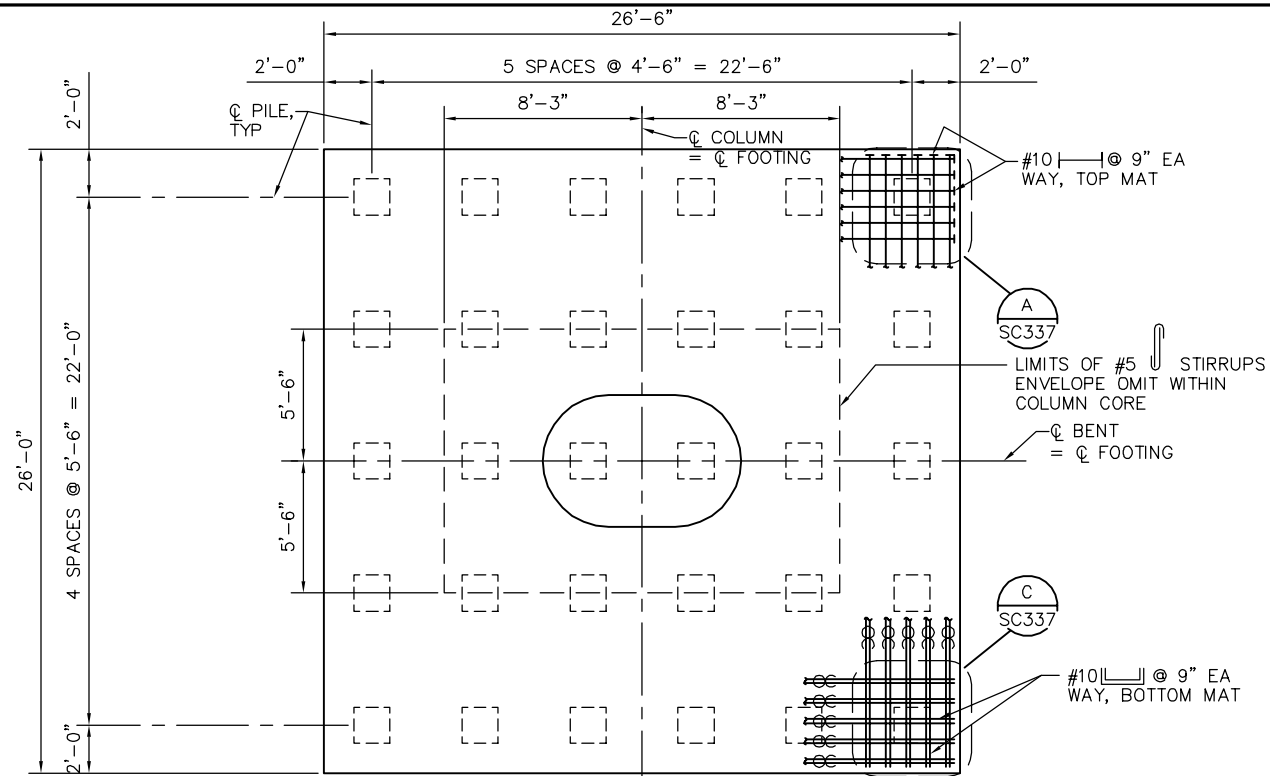 26'-6"
2'-0"
5 SPACES @ 4'-6" = 22'-6"
2'-0"
2'-0"
8'-3"
8'-3"
℄ PILE,
TYP
℄ COLUMN
= ℄ FOOTING
#10 @ 9" EA
WAY, TOP MAT
A
SC337
LIMITS OF #5 STIRRUPS
ENVELOPE OMIT WITHIN
COLUMN CORE
℄ BENT
= ℄ FOOTING
5'-6"
5'-6"
26'-0"
4 SPACES @ 5'-6" = 22'-0"
C
SC337
#10 @ 9" EA
WAY, BOTTOM MAT
2'-0"